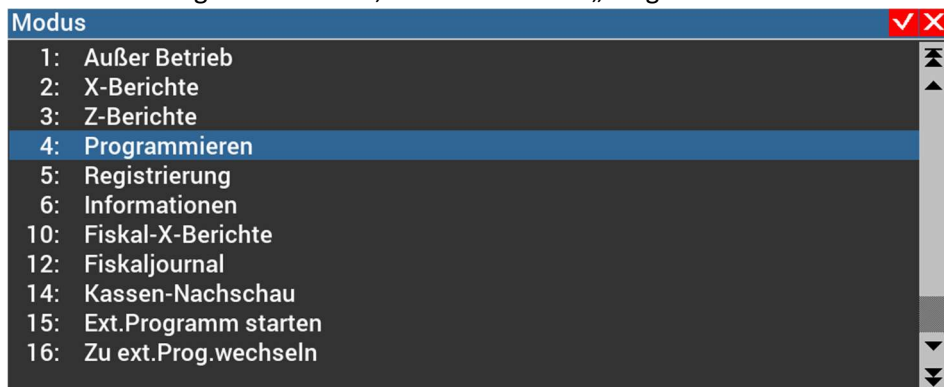 Modus
1: Außer Betrieb
2: X-Berichte
3: Z-Berichte
4: Programmieren
5: Registrierung
6: Informationen
10: Fiskal-X-Berichte
12: Fiskaljournal
14: Kassen-Nachschau
15: Ext.Programm starten
16: Zu ext.Prog.wechseln